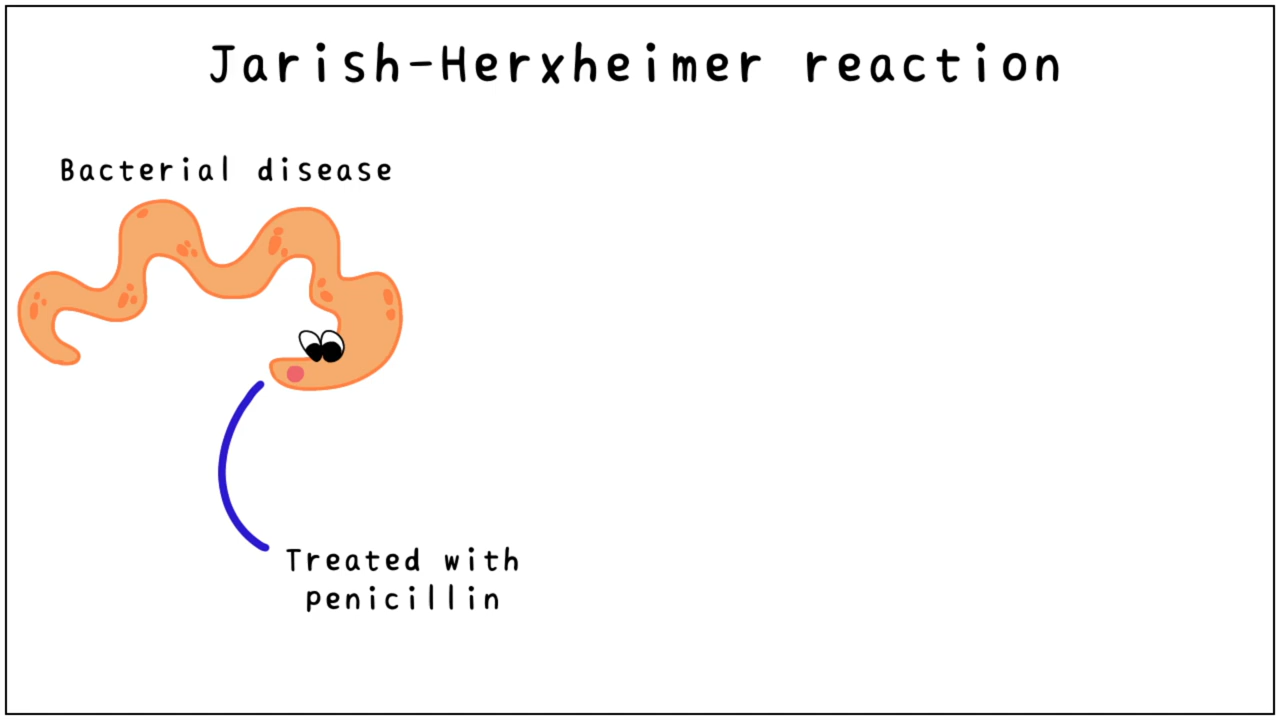 Jarish-Herxheimer reaction
Bacterial disease
Treated with
penicillin